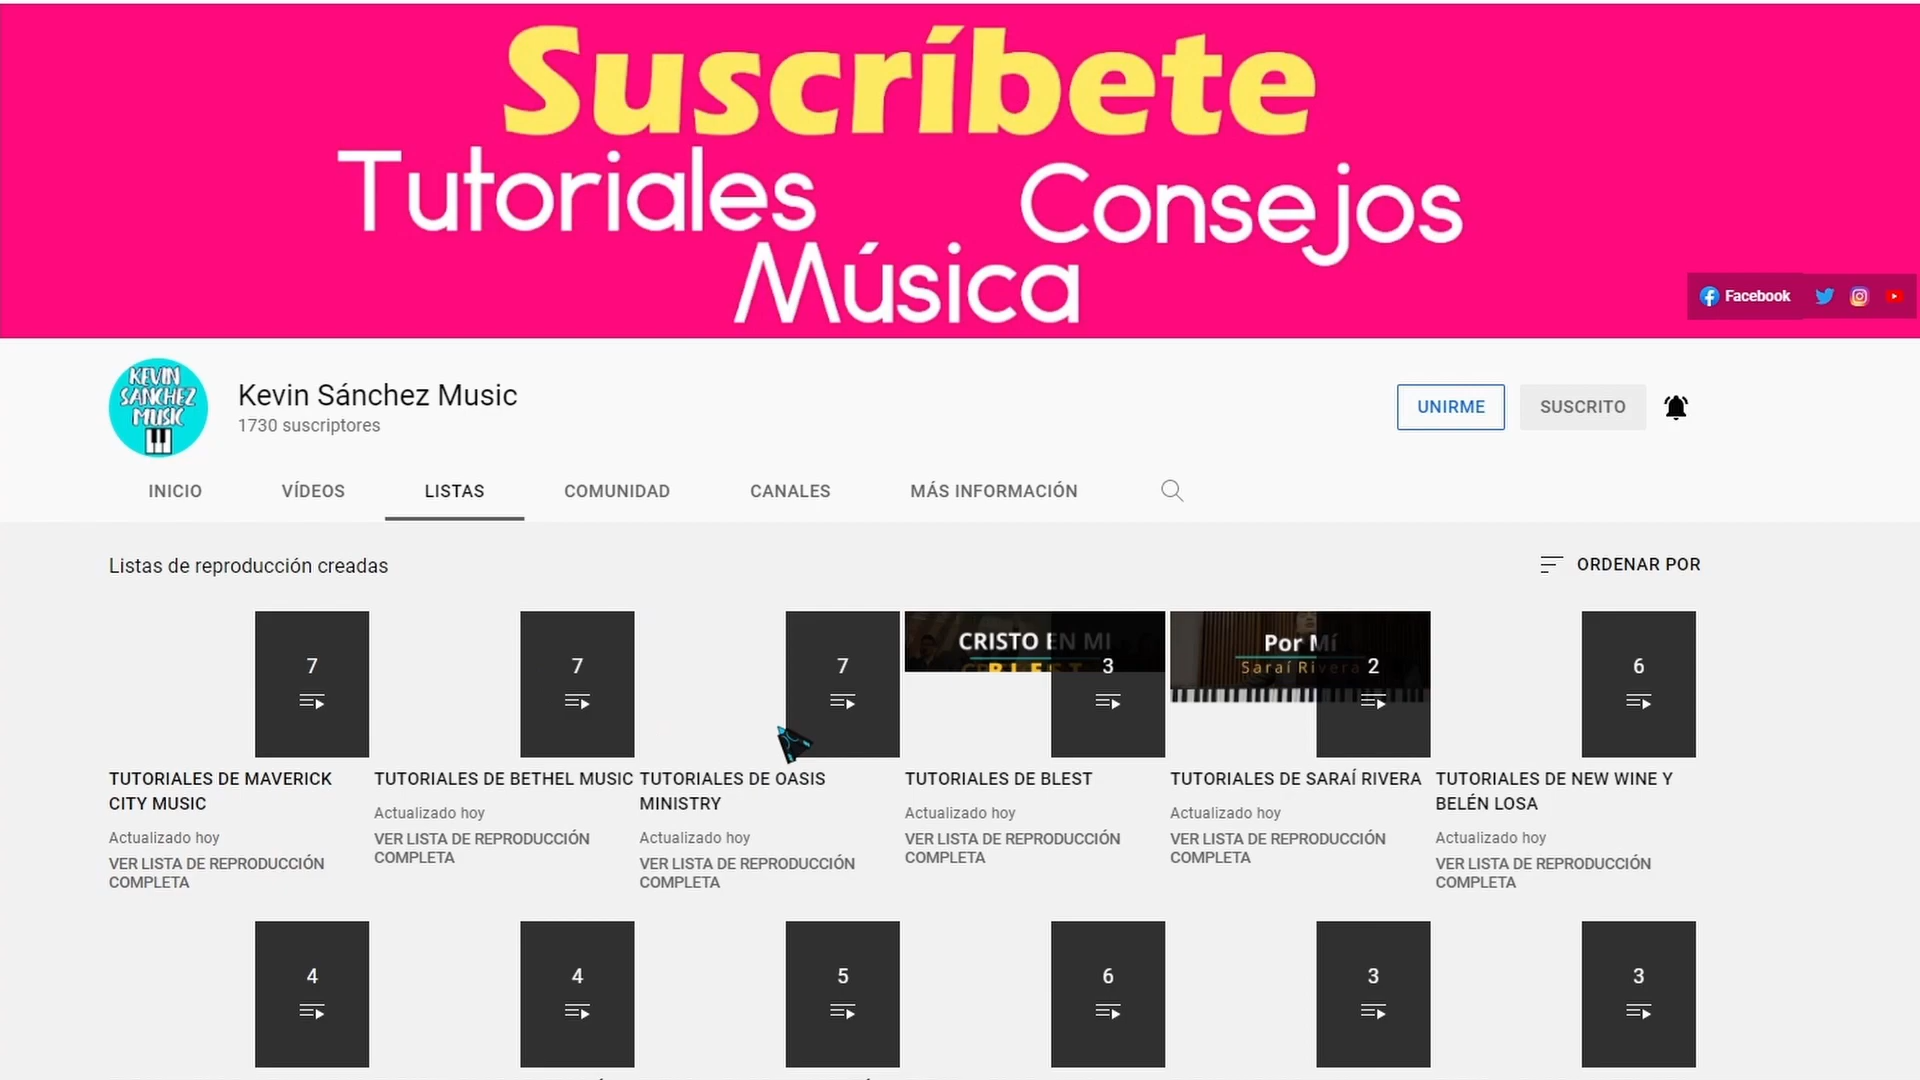 Suscríbete
Tutoriales Consejos
Música
Facebook
KEVIN
SÁNCHEZ
MUSIC
Kevin Sánchez Music
1730 suscriptores
UNIRME
SUSCRITO
INICIO
VÍDEOS
LISTAS
COMUNIDAD
CANALES
MÁS INFORMACIÓN
Listas de reproducción creadas
ORDENAR POR
7
TUTORIALES DE MAVERICK
CITY MUSIC
Actualizado hoy
VER LISTA DE REPRODUCCIÓN
COMPLETA
7
TUTORIALES DE BETHEL MUSIC
Actualizado hoy
VER LISTA DE REPRODUCCIÓN
COMPLETA
7
TUTORIALES DE OASIS
MINISTRY
Actualizado hoy
VER LISTA DE REPRODUCCIÓN
COMPLETA
CRISTO EN MI
BLEST
3
TUTORIALES DE BLEST
Actualizado hoy
VER LISTA DE REPRODUCCIÓN
COMPLETA
Por Mí
Saraí Rivera
2
TUTORIALES DE SARAÍ RIVERA
Actualizado hoy
VER LISTA DE REPRODUCCIÓN
COMPLETA
6
TUTORIALES DE NEW WINE Y
BELÉN LOSA
Actualizado hoy
VER LISTA DE REPRODUCCIÓN
COMPLETA
4
4
5
6
3
3